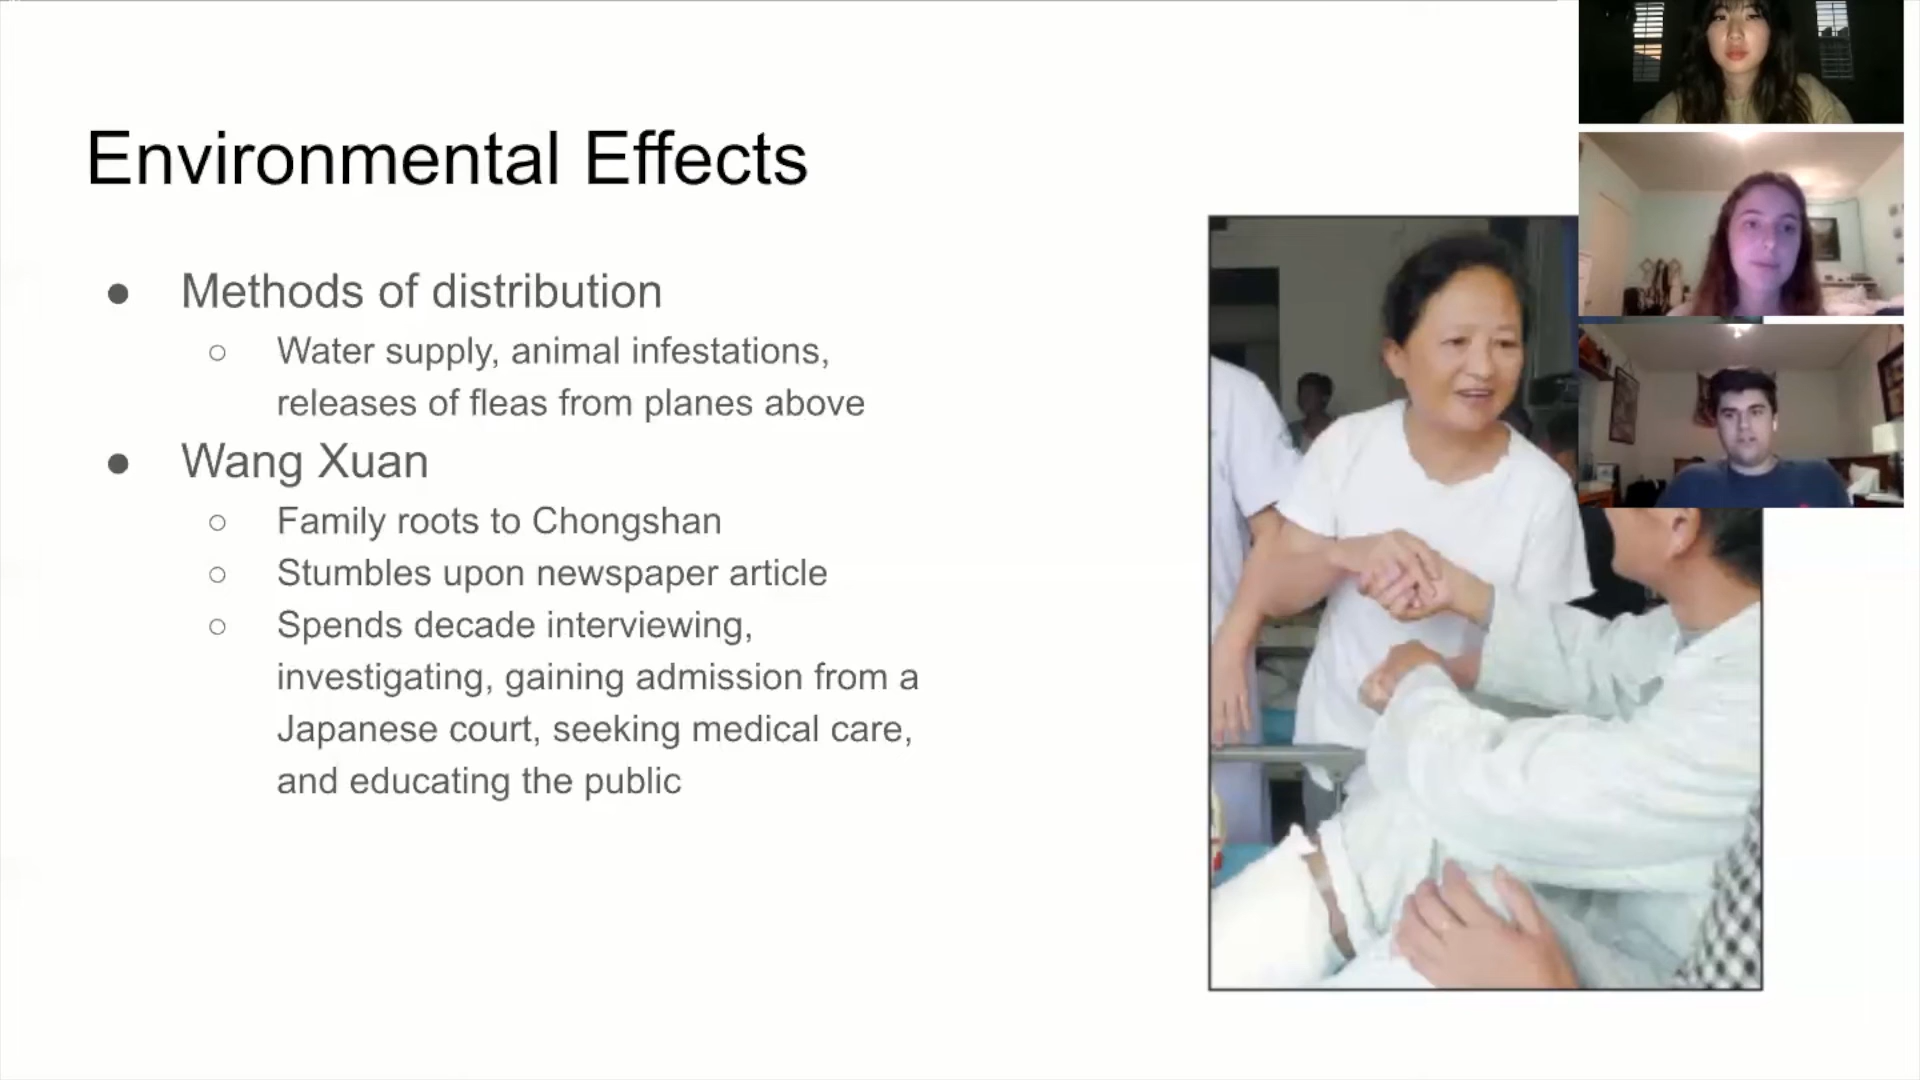 Environmental Effects
● Methods of distribution
○ Water supply, animal infestations,
releases of fleas from planes above
● Wang Xuan
○ Family roots to Chongshan
○ Stumbles upon newspaper article
○ Spends decade interviewing,
investigating, gaining admission from a
Japanese court, seeking medical care,
and educating the public